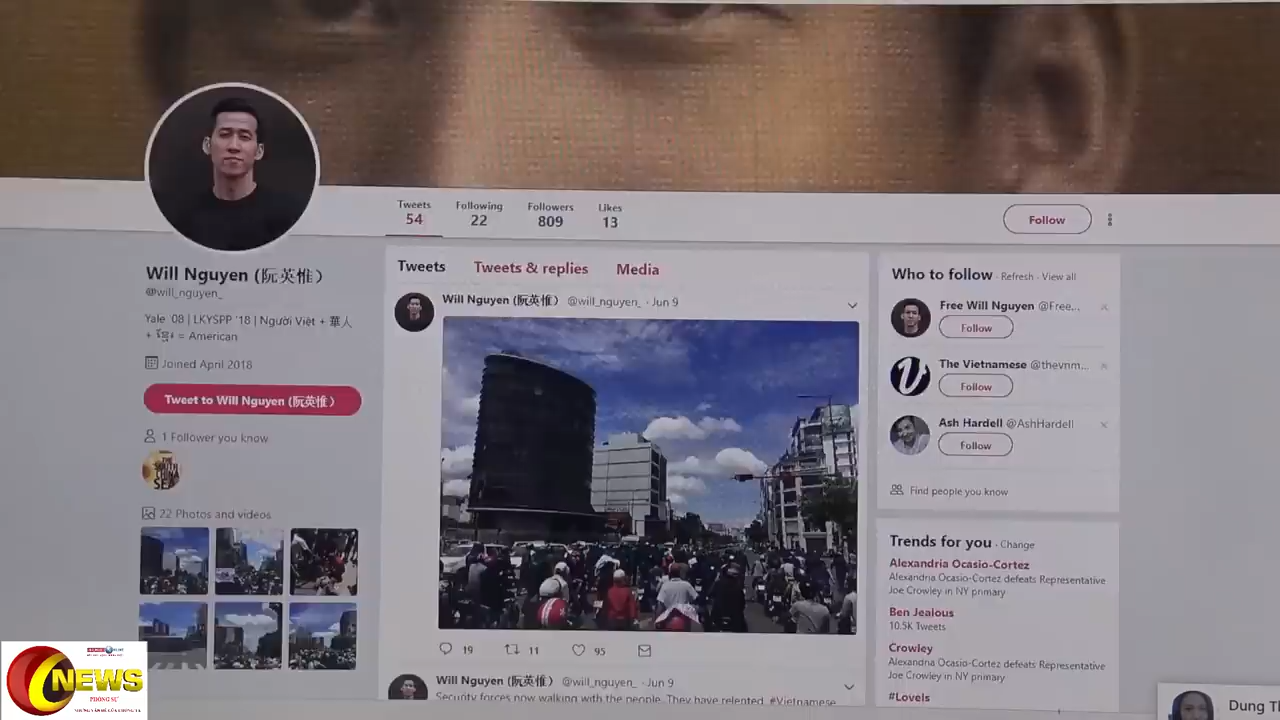 Tweets
54
Following
22
Followers
809
Likes
13
Follow
Will Nguyen (阮英惟)
@will_nguyen_
Yale 08 | LKYSPP '18 | Người Việt + 華人
+ ខ្មែរ = American
Joined April 2018
Tweet to Will Nguyen (阮英惟)
1 Follower you know
22 Photos and videos
Tweets
Tweets & replies
Media
Will Nguyen (阮英惟) @will_nguyen_ · Jun 9
19
11
95
Will Nguyen (阮英惟) @will_nguyen_ · Jun 9
Security forces now walking with the people. They have relented. #Vietnamese
Who to follow · Refresh · View all
Free Will Nguyen @Free...
Follow
The Vietnamese @thevnm...
Follow
Ash Hardell @AshHardell
Follow
Find people you know
Trends for you · Change
Alexandria Ocasio-Cortez
Alexandria Ocasio-Cortez defeats Representative
Joe Crowley in NY primary
Ben Jealous
10.5K Tweets
Crowley
Alexandria Ocasio-Cortez defeats Representative
Joe Crowley in NY primary
#Lovels
Dung Ti
NEWS
PHÓNG SỰ